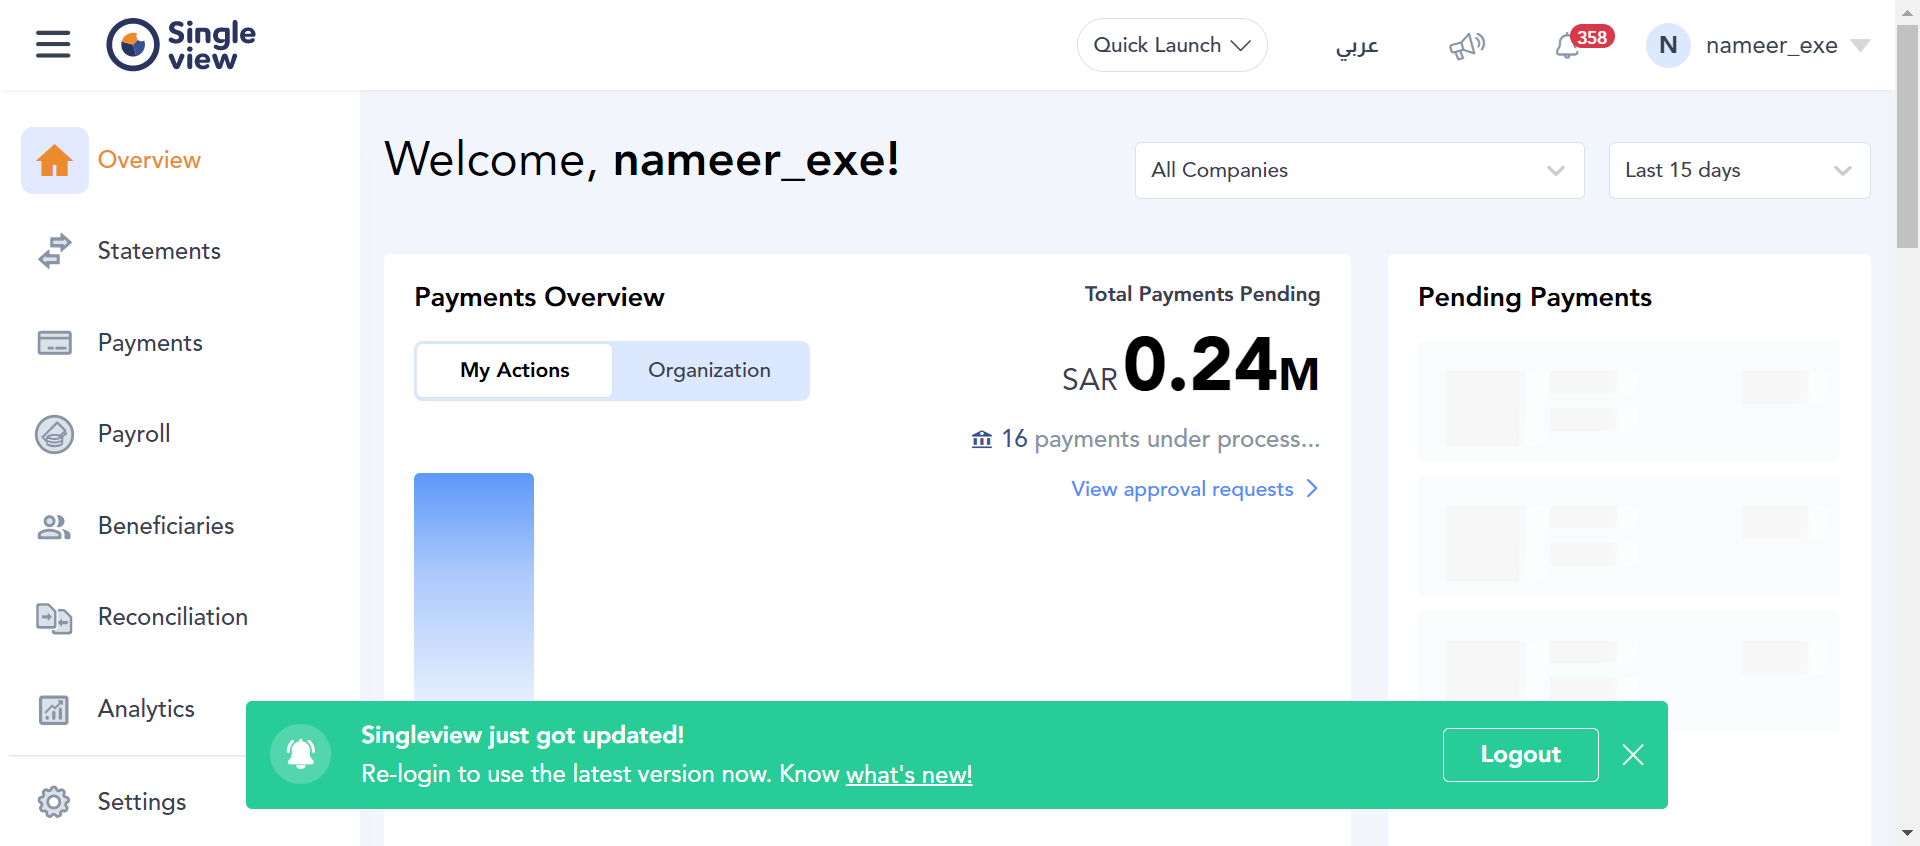 Single
view
Quick Launch
عربي
358
N
nameer_exe
Overview
Statements
Payments
Payroll
Beneficiaries
Reconciliation
Analytics
Settings
Welcome, nameer_exe!
All Companies
Last 15 days
Payments Overview
My Actions
Organization
Total Payments Pending
SAR 0.24M
16 payments under process...
View approval requests
Pending Payments
Singleview just got updated!
Re-login to use the latest version now. Know what's new!
Logout